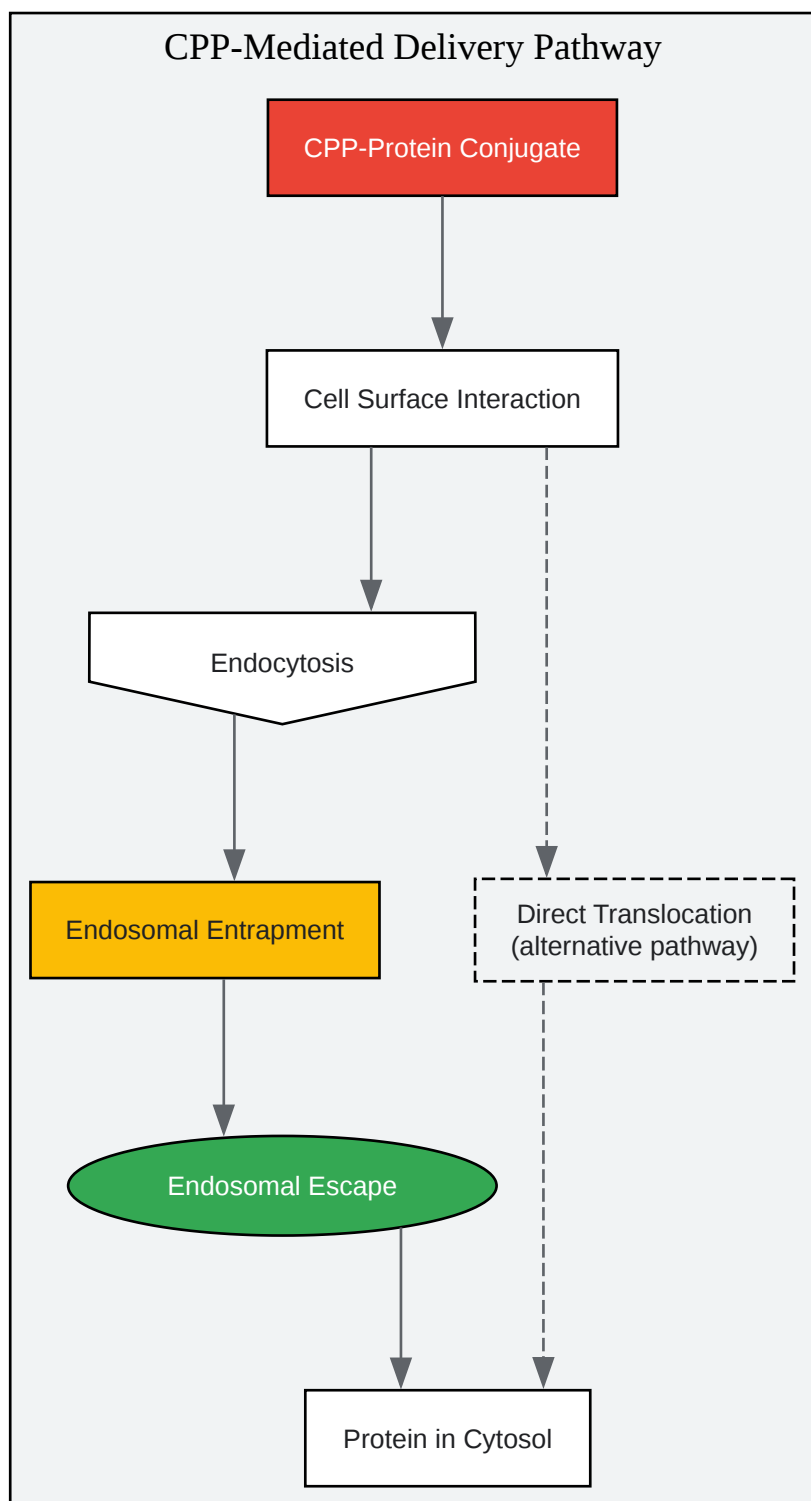 CPP-Mediated Delivery Pathway
CPP-Protein Conjugate
Cell Surface Interaction
Endocytosis
Endosomal Entrapment
Direct Translocation
(alternative pathway)
Endosomal Escape
Protein in Cytosol